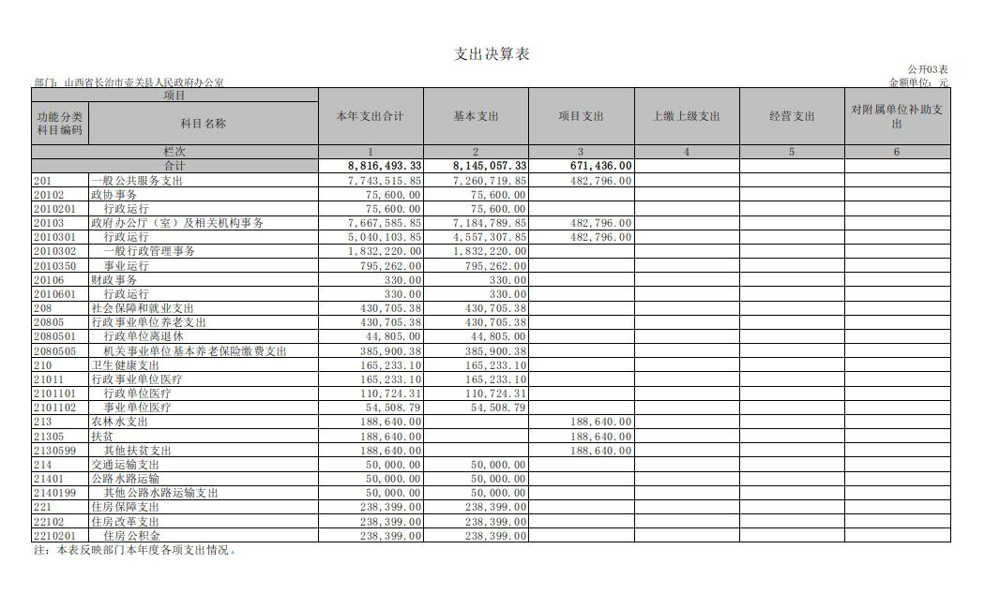 支出决算表
公开03表
部门：山西省长治市壶关县人民政府办公室 金额单位：元
项目 本年支出合计 基本支出 项目支出 上缴上级支出 经营支出 对附属单位补助支出
功能分类科目编码 科目名称
栏次 1 2 3 4 5 6
合计 8,816,493.33 8,145,057.33 671,436.00
201 一般公共服务支出 7,743,515.85 7,260,719.85 482,796.00
20102 政协事务 75,600.00 75,600.00
2010201 行政运行 75,600.00 75,600.00
20103 政府办公厅（室）及相关机构事务 7,667,585.85 7,184,789.85 482,796.00
2010301 行政运行 5,040,103.85 4,557,307.85 482,796.00
2010302 一般行政管理事务 1,832,220.00 1,832,220.00
2010350 事业运行 795,262.00 795,262.00
20106 财政事务 330.00 330.00
2010601 行政运行 330.00 330.00
208 社会保障和就业支出 430,705.38 430,705.38
20805 行政事业单位养老支出 430,705.38 430,705.38
2080501 行政单位离退休 44,805.00 44,805.00
2080505 机关事业单位基本养老保险缴费支出 385,900.38 385,900.38
210 卫生健康支出 165,233.10 165,233.10
21011 行政事业单位医疗 165,233.10 165,233.10
2101101 行政单位医疗 110,724.31 110,724.31
2101102 事业单位医疗 54,508.79 54,508.79
213 农林水支出 188,640.00 188,640.00
21305 扶贫 188,640.00 188,640.00
2130599 其他扶贫支出 188,640.00 188,640.00
214 交通运输支出 50,000.00 50,000.00
21401 公路水路运输 50,000.00 50,000.00
2140199 其他公路水路运输支出 50,000.00 50,000.00
221 住房保障支出 238,399.00 238,399.00
22102 住房改革支出 238,399.00 238,399.00
2210201 住房公积金 238,399.00 238,399.00
注：本表反映部门本年度各项支出情况。